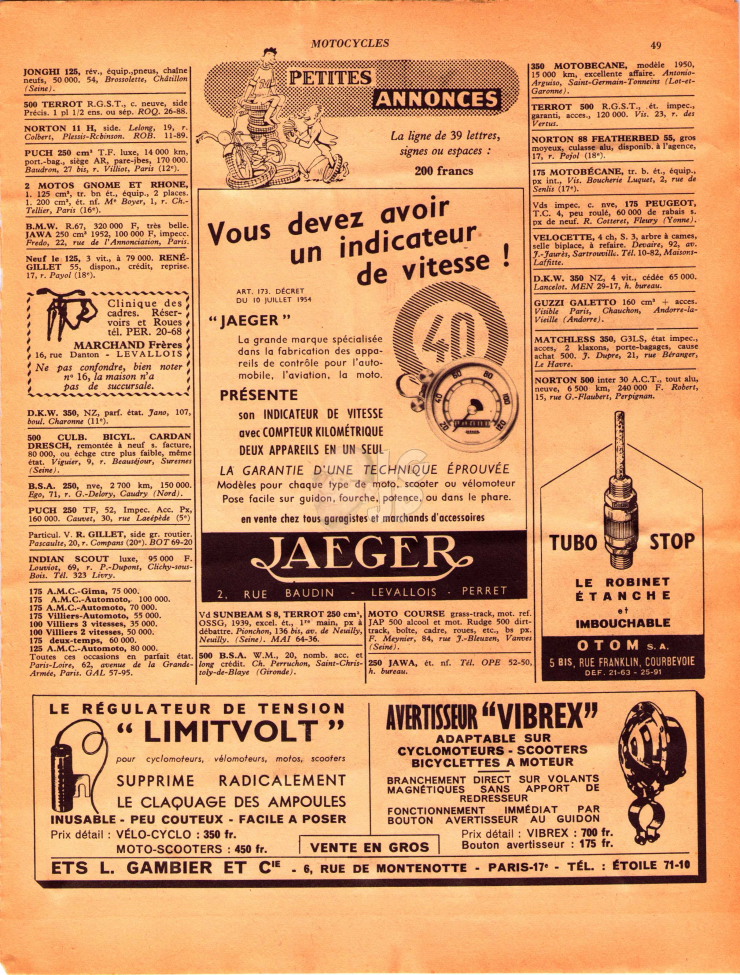 MOTOCYCLES
49
JONGHI 125, rév., équip., pneus, chaîne
neufs, 50 000. 54, Brossolette, Châtillon
(Seine).
500 TERROT R.G.S.T., c. neuve, side
Précis. 1 pl 1/2 ens. ou sép. ROQ. 26-88.
NORTON 11 H, side. Lelong, 19, r.
Colbert, Plessis-Robinson. ROB. 11-89.
PUCH 250 cm³ T.F. luxe, 14 000 km,
port.-bag., siège AR, pare-jbes, 170 000.
Baudron, 27 bis, r. Villiot, Paris (12e).
2 MOTOS GNOME ET RHONE,
1. 125 cm³, tr. bn ét., équip., 2 places.
1. 200 cm³, ét. nf. Mª Boyer, 1, r. Ch.-
Tellier, Paris (16e).
B.M.W. R.67, 320 000 F, très belle.
JAWA 250 cm³ 1952, 100 000 F, impecc.
Fredo, 22, rue de l'Annonciation, Paris.
Neuf le 125, 3 vit., à 79 000. RENÉ-
GILLET 55, dispon., crédit, reprise.
17, r. Payol (18e).
Clinique des
cadres. Réser-
voirs et Roues
tél. PER. 20-68
MARCHAND Frères
16, rue Danton - LEVALLOIS
Ne pas confondre, bien noter
nº 16, la maison n'a
pas de succursale.
D.K.W. 350, NZ, parf. état. Jano, 107,
boul. Charonne (11e).
500 CULB. BICYL. CARDAN
DRESCH, remontée à neuf s. facture,
80 000, ou échge ctre plus faible, même
état. Viguier, 9, r. Beauséjour, Suresnes
(Seine).
B.S.A. 250, nve, 2 700 km, 150 000.
Ego, 71, r. G.-Delory, Caudry (Nord).
PUCH 250 TF, 52, Impec. Acc. Px,
160 000. Cauvet, 30, rue Lacépède (5e)
Particul. V. R. GILLET, side gr. routier.
Pascaulte, 20, r. Compans (20e). BOT 69-20
INDIAN SCOUT luxe, 95 000 F.
Louviot, 69, r. P.-Dupont, Clichy-sous-
Bois. Tél. 323 Livry.
175 A.M.C.-Gima, 75 000.
175 A.M.C.-Automoto, 100 000.
175 A.M.C.-Automoto, 70 000.
175 Villiers-Automoto, 55 000.
100 Villiers 3 vitesses, 35 000.
100 Villiers 2 vitesses, 50 000.
175 deux-temps, 60 000.
125 A.M.C.-Automoto, 80 000.
Toutes ces occasions en parfait état.
Paris-Loire, 62, avenue de la Grande-
Armée, Paris. GAL 57-95.
PETITES
ANNONCES
La ligne de 39 lettres,
signes ou espaces :
200 francs
Vous devez avoir
un indicateur
de vitesse !
ART. 173. DÉCRET
DU 10 JUILLET 1954
40
" JAEGER "
La grande marque spécialisée
dans la fabrication des appa-
reils de contrôle pour l'auto-
mobile, l'aviation, la moto.
PRÉSENTE
son INDICATEUR DE VITESSE
avec COMPTEUR KILOMÉTRIQUE
DEUX APPAREILS EN UN SEUL
LA GARANTIE D'UNE TECHNIQUE ÉPROUVÉE
Modèles pour chaque type de moto, scooter ou vélomoteur
Pose facile sur guidon, fourche, potence, ou dans le phare.
en vente chez tous garagistes et marchands d'accessoires
JAEGER
2, RUE BAUDIN - LEVALLOIS - PERRET
Vd SUNBEAM S 8, TERROT 250 cm³,
OSSG, 1939, excel. ét., 1re main, px à
débattre. Pionchon, 136 bis, av. de Neuilly,
Neuilly. (Seine). MAI 64-36.
500 B.S.A. W.M., 20, nomb. acc. et
long crédit. Ch. Perruchon, Saint-Chris-
toly-de-Blaye (Gironde).
MOTO COURSE grass-track, mot. ref.
JAP 500 alcool et mot. Rudge 500 dirt-
track, boîte, cadre, roues, etc., bs px.
F. Meynier, 84, rue J.-Bleuzen, Vanves
(Seine).
250 JAWA, ét. nf. Tél. OPE 52-50,
h. bureau.
350 MOTOBECANE, modèle 1950,
15 000 km, excellente affaire. Antonio-
Arguiso, Saint-Germain-Tonneins (Lot-et-
Garonne).
TERROT 500 R.G.S.T., ét. impec.,
garanti, acces., 120 000. Vis. 23, r. des
Vertus.
NORTON 88 FEATHERBED 55, gros
moyeux, culasse alu, disponib. à l'agence,
17, r. Pajol (18e).
175 MOTOBÉCANE, tr. b. ét., équip.,
px int., Vis. Boucherie Luquet, 2, rue de
Senlis (17e).
Vds impec. c. nve, 175 PEUGEOT,
T.C. 4, peu roulé, 60 000 de rabais s.
px de neuf. R. Cotteret, Fleury (Yonne).
VELOCETTE, 4 ch, S. 3, arbre à cames,
selle biplace, à refaire. Devaire, 92, av.
J.-Jaurès, Sartrouville. Tél. 10-82, Maisons-
Laffitte.
D.K.W. 350 NZ, 4 vit., cédée 65 000.
Lancelot. MEN 29-17, h. bureau.
GUZZI GALETTO 160 cm³ + acces.
Visible Paris, Chauchon, Andorre-la-
Vieille (Andorre).
MATCHLESS 350, G3LS, état impec.,
acces, 2 klaxons, porte-bagages, cause
achat 500. J. Dupre, 21, rue Béranger,
Le Havre.
NORTON 500 inter 30 A.C.T., tout alu,
neuve, 6 500 km, 240 000 F. Robert,
15, rue G.-Flaubert, Perpignan.
TUBO STOP
LE ROBINET
ÉTANCHE
et
IMBOUCHABLE
OTOM S.A.
5 BIS, RUE FRANKLIN, COURBEVOIE
DEF. 21-63 - 25-91
LE RÉGULATEUR DE TENSION
" LIMITVOLT "
pour cyclomoteurs, vélomoteurs, motos, scooters
SUPPRIME RADICALEMENT
LE CLAQUAGE DES AMPOULES
INUSABLE - PEU COUTEUX - FACILE A POSER
Prix détail : VÉLO-CYCLO : 350 fr.
MOTO-SCOOTERS : 450 fr.
VENTE EN GROS
AVERTISSEUR "VIBREX"
ADAPTABLE SUR
CYCLOMOTEURS - SCOOTERS
BICYCLETTES A MOTEUR
BRANCHEMENT DIRECT SUR VOLANTS
MAGNÉTIQUES SANS APPORT DE
REDRESSEUR
FONCTIONNEMENT IMMÉDIAT PAR
BOUTON AVERTISSEUR AU GUIDON
Prix détail : VIBREX : 700 fr.
Bouton avertisseur : 175 fr.
ETS L. GAMBIER ET CIE - 6, RUE DE MONTENOTTE - PARIS-17e - TÉL. : ÉTOILE 71-10